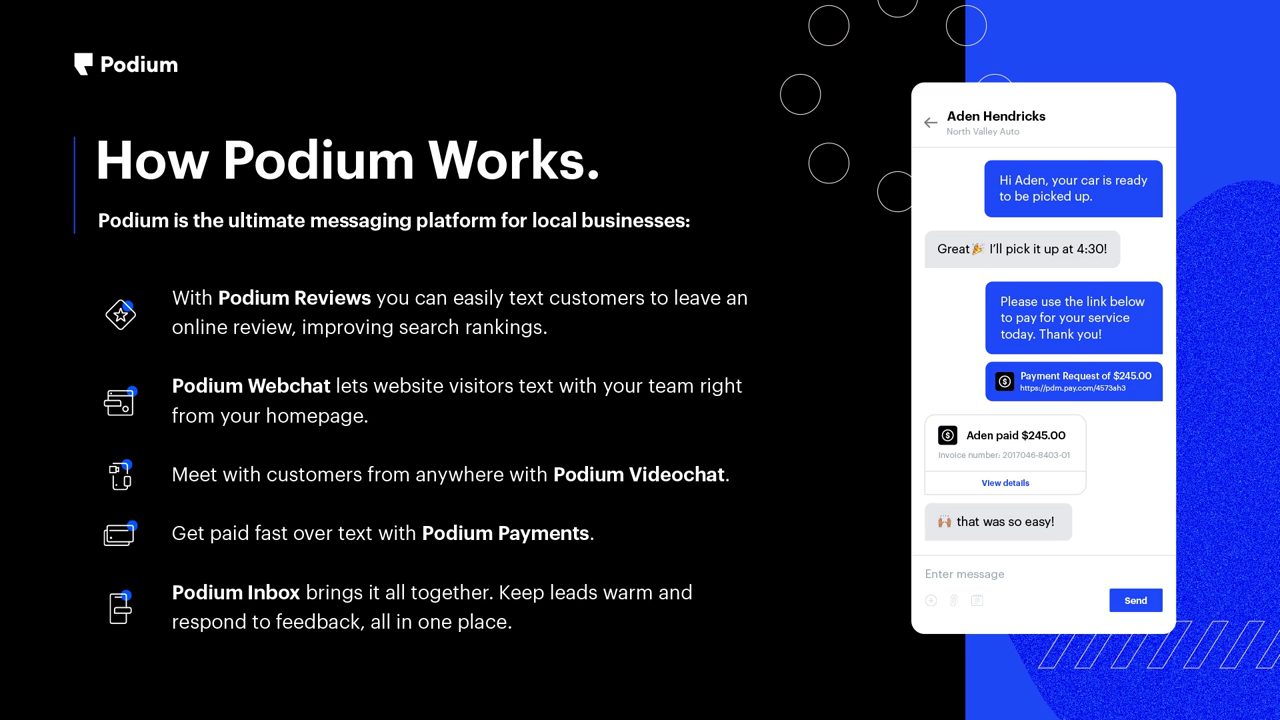 Podium
How Podium Works.
Podium is the ultimate messaging platform for local businesses:
With Podium Reviews you can easily text customers to leave an
online review, improving search rankings.
Podium Webchat lets website visitors text with your team right
from your homepage.
Meet with customers from anywhere with Podium Videochat.
Get paid fast over text with Podium Payments.
Podium Inbox brings it all together. Keep leads warm and
respond to feedback, all in one place.
Aden Hendricks
North Valley Auto
Hi Aden, your car is ready
to be picked up.
Great🎉 I’ll pick it up at 4:30!
Please use the link below
to pay for your service
today. Thank you!
Payment Request of $245.00
https://pdm.pay.com/4573ah3
Aden paid $245.00
Invoice number: 2017046-8403-01
View details
🙌🏼 that was so easy!
Enter message
Send